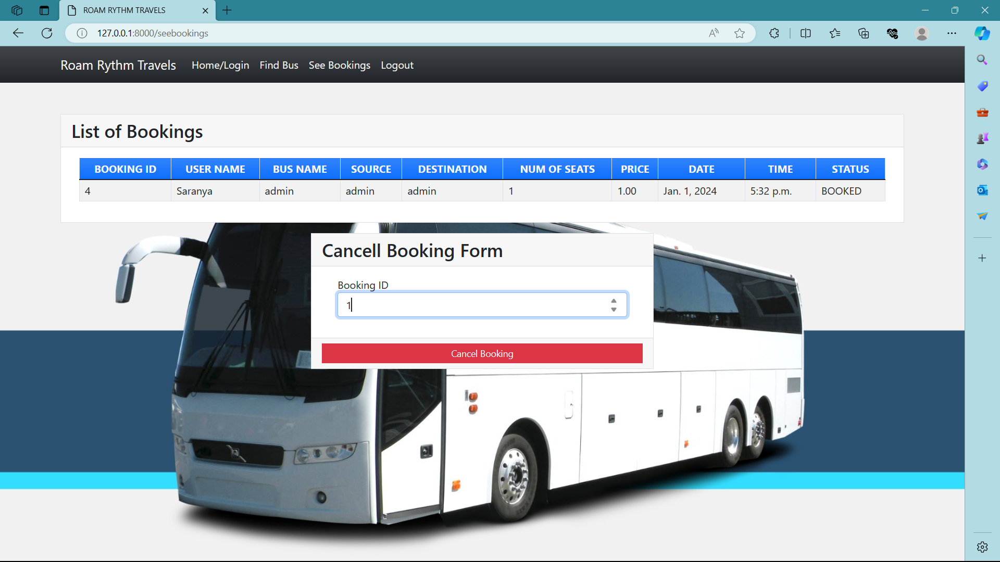 ROAM RYTHM TRAVELS
127.0.0.1:8000/seebookings
Roam Rythm Travels Home/Login Find Bus See Bookings Logout
List of Bookings
BOOKING ID USER NAME BUS NAME SOURCE DESTINATION NUM OF SEATS PRICE DATE TIME STATUS
4 Saranya admin admin admin 1 1.00 Jan. 1, 2024 5:32 p.m. BOOKED
Cancell Booking Form
Booking ID
1
Cancel Booking